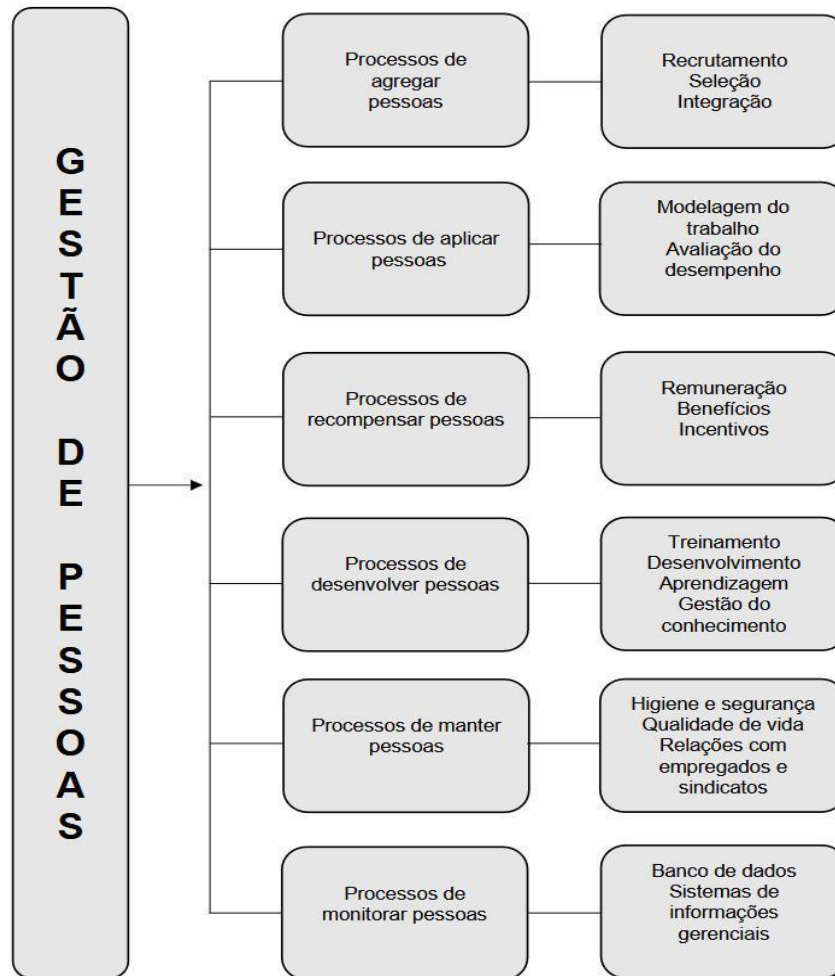 GESTÃO DE PESSOAS
Processos de
agregar
pessoas
Recrutamento
Seleção
Integração
Processos de aplicar
pessoas
Modelagem do
trabalho
Avaliação do
desempenho
Processos de
recompensar pessoas
Remuneração
Benefícios
Incentivos
Processos de
desenvolver pessoas
Treinamento
Desenvolvimento
Aprendizagem
Gestão do
conhecimento
Processos de manter
pessoas
Higiene e segurança
Qualidade de vida
Relações com
empregados e
sindicatos
Processos de
monitorar pessoas
Banco de dados
Sistemas de
informações
gerenciais